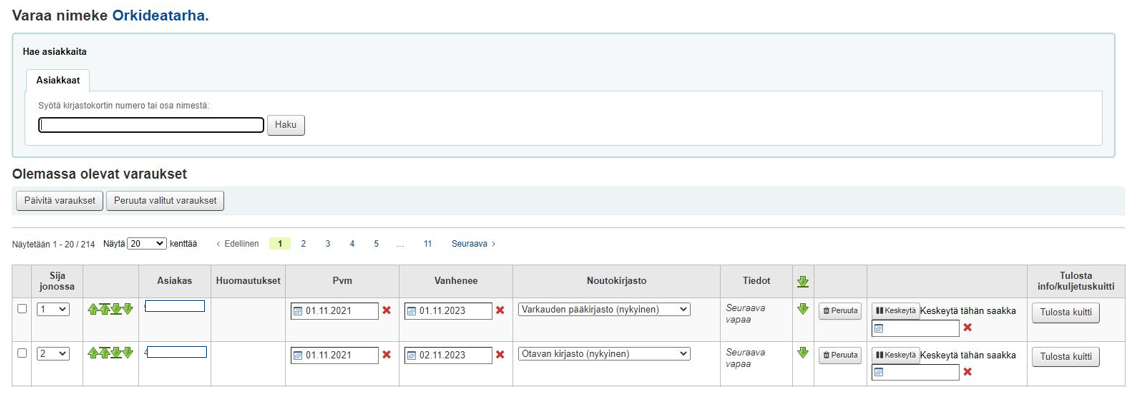 Varaa nimeke Orkideatarha.
Hae asiakkaita
Asiakkaat
Syötä kirjastokortin numero tai osa nimestä:
Haku
Olemassa olevat varaukset
Päivitä varaukset Peruuta valitut varaukset
Näytetään 1 - 20 / 214 Näytä 20 kenttää < Edellinen 1 2 3 4 5 ... 11 Seuraava >
Sija jonossa Asiakas Huomautukset Pvm Vanhenee Noutokirjasto Tiedot Tulosta info/kuljetuskuitti
1 01.11.2021 01.11.2023 Varkauden pääkirjasto (nykyinen) Seuraava vapaa Peruuta Keskeytä Keskeytä tähän saakka Tulosta kuitti
2 01.11.2021 02.11.2023 Otavan kirjasto (nykyinen) Seuraava vapaa Peruuta Keskeytä Keskeytä tähän saakka Tulosta kuitti